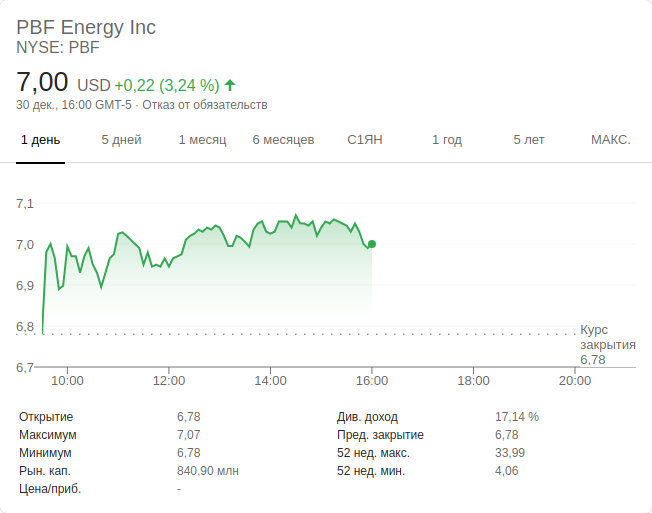 PBF Energy Inc
NYSE: PBF
7,00 USD +0,22 (3,24 %)
30 дек., 16:00 GMT-5 · Отказ от обязательств
1 день 5 дней 1 месяц 6 месяцев С1ЯН 1 год 5 лет МАКС.
7,1
7,0
6,9
6,8
6,7
Курс
закрытия
6,78
10:00 12:00 14:00 16:00 18:00 20:00
Открытие 6,78 Див. доход 17,14 %
Максимум 7,07 Пред. закрытие 6,78
Минимум 6,78 52 нед. макс. 33,99
Рын. кап. 840,90 млн 52 нед. мин. 4,06
Цена/приб. -